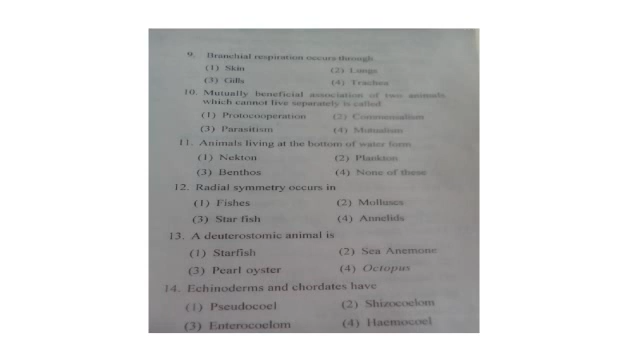 9. Branchial respiration occurs through
(1) Skin (2) Lungs
(3) Gills (4) Trachea
10. Mutually beneficial association of two animals
which cannot live separately is called
(1) Protocooperation (2) Commensalism
(3) Parasitism (4) Mutualism
11. Animals living at the bottom of water form
(1) Nekton (2) Plankton
(3) Benthos (4) None of these
12. Radial symmetry occurs in
(1) Fishes (2) Molluscs
(3) Star fish (4) Annelids
13. A deuterostomic animal is
(1) Starfish (2) Sea Anemone
(3) Pearl oyster (4) Octopus
14. Echinoderms and chordates have
(1) Pseudocoel (2) Shizocoelom
(3) Enterocoelom (4) Haemocoel